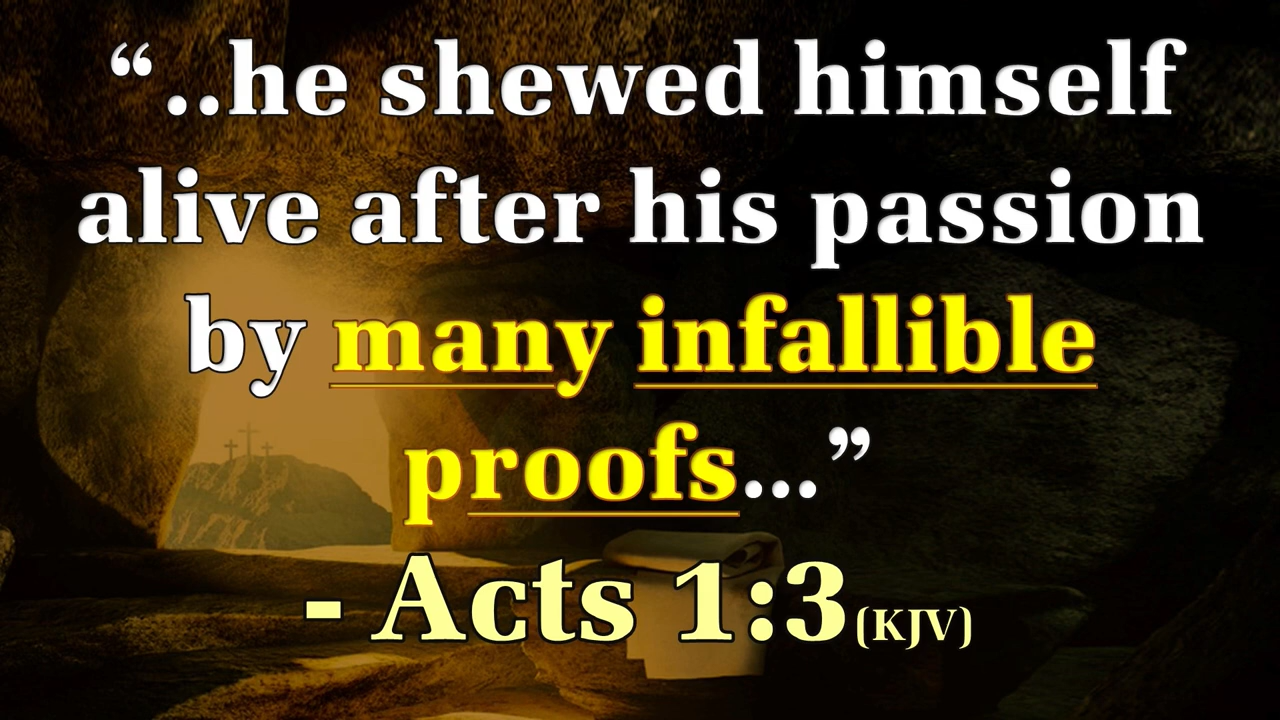 “..he shewed himself
alive after his passion
by many infallible
proofs...”
- Acts 1:3(KJV)